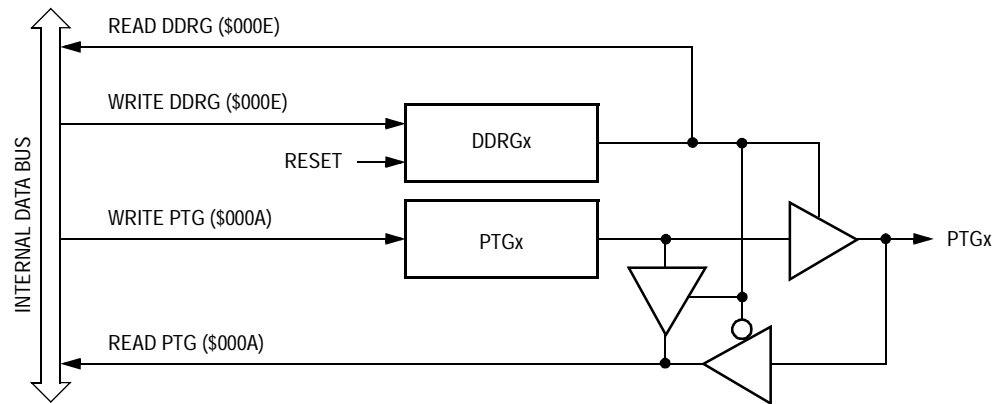 READ DDRG ($000E)
WRITE DDRG ($000E)
DDRGx
RESET
INTERNAL DATA BUS
WRITE PTG ($000A)
PTGx
PTGx
READ PTG ($000A)